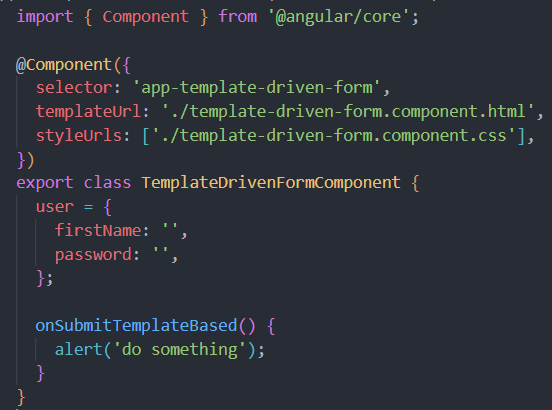 import { Component } from '@angular/core';
@Component({
selector: 'app-template-driven-form',
templateUrl: './template-driven-form.component.html',
styleUrls: ['./template-driven-form.component.css'],
})
export class TemplateDrivenFormComponent {
user = {
firstName: '',
password: '',
};
onSubmitTemplateBased() {
alert('do something');
}
}